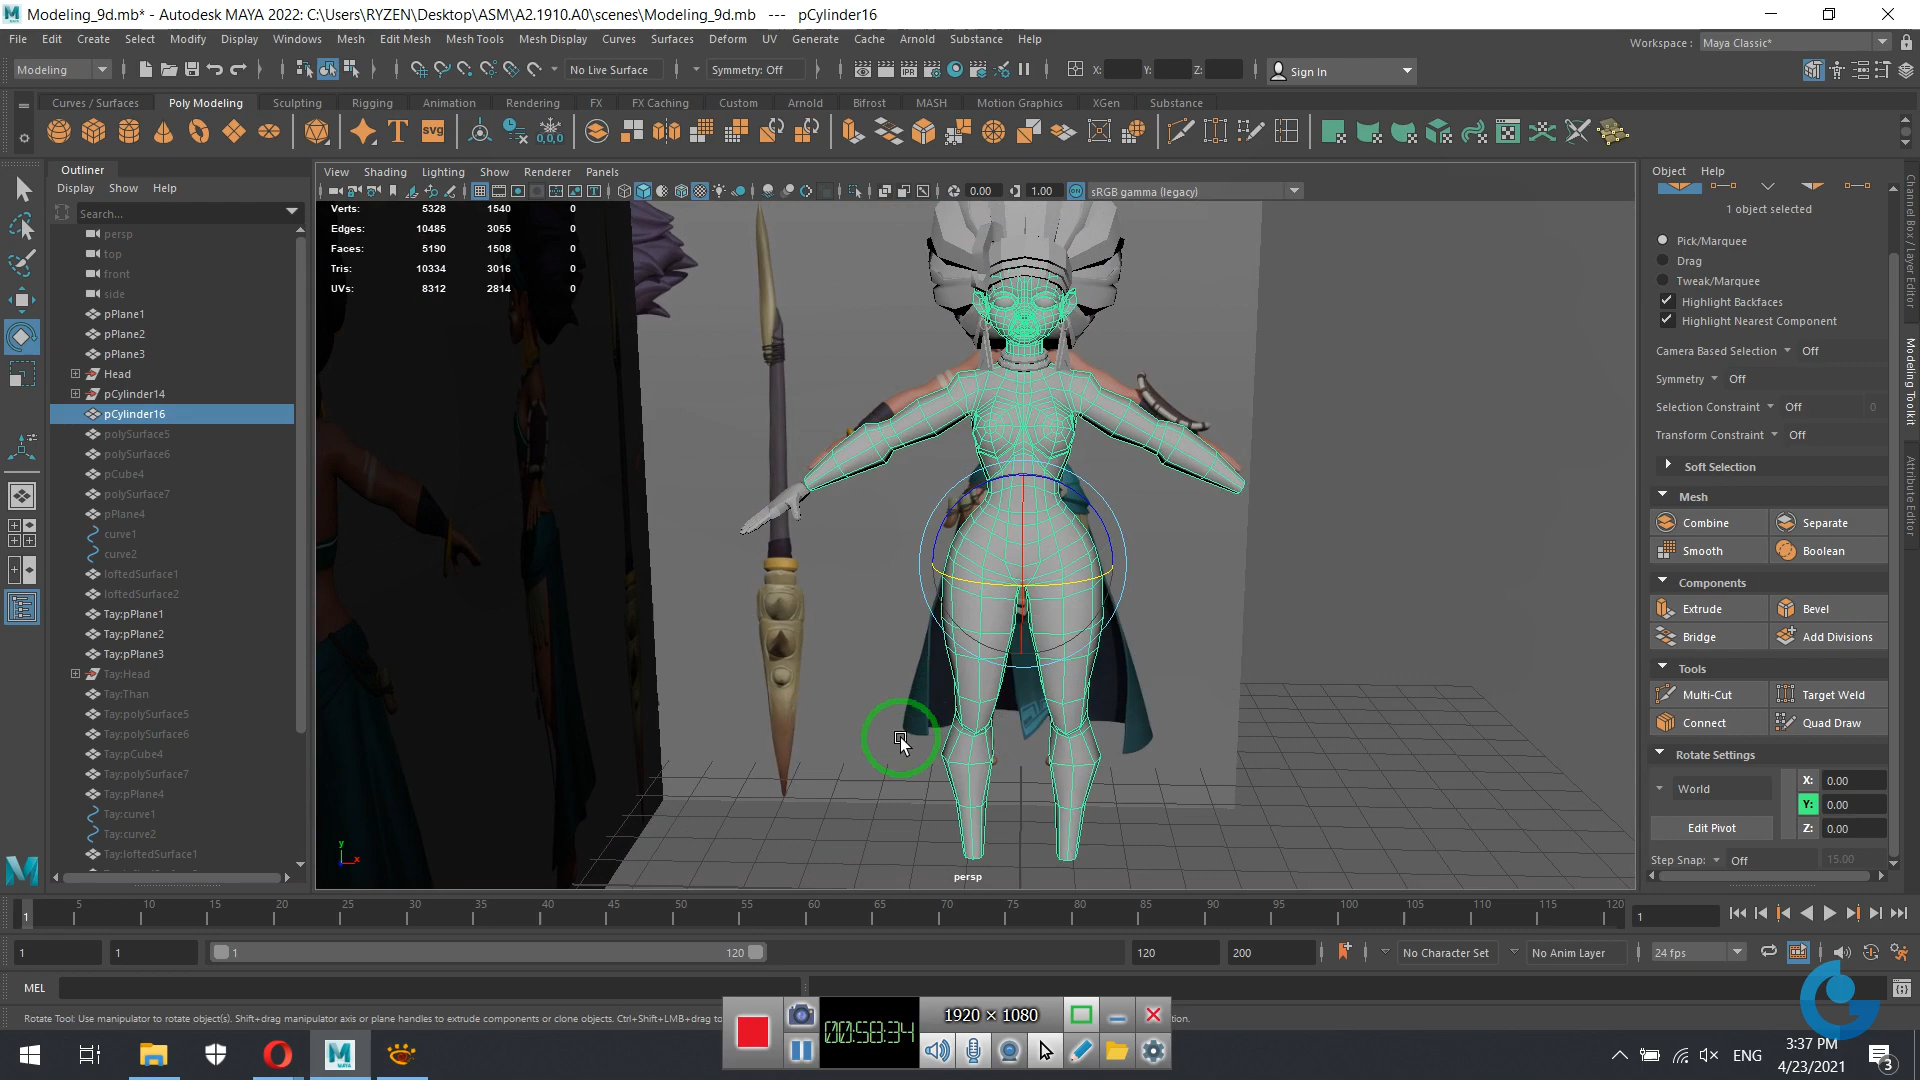 Modeling_9d.mb* - Autodesk MAYA 2022: C:\Users\RYZEN\Desktop\ASM\A2.1910.A0\scenes\Modeling_9d.mb --- pCylinder16
File Edit Create Select Modify Display Windows Mesh Edit Mesh Mesh Tools Mesh Display Curves Surfaces Deform UV Generate Cache Arnold Substance Help
Workspace : Maya Classic*
Modeling No Live Surface Symmetry: Off X: Y: Z: Sign In
Curves / Surfaces Poly Modeling Sculpting Rigging Animation Rendering FX FX Caching Custom Arnold Bifrost MASH Motion Graphics XGen Substance
Outliner
Display Show Help
Search...
persp
top
front
side
pPlane1
pPlane2
pPlane3
Head
pCylinder14
pCylinder16
polySurface5
polySurface6
pCube4
polySurface7
pPlane4
curve1
curve2
loftedSurface1
loftedSurface2
Tay:pPlane1
Tay:pPlane2
Tay:pPlane3
Tay:Head
Tay:Than
Tay:polySurface5
Tay:polySurface6
Tay:pCube4
Tay:polySurface7
Tay:pPlane4
Tay:curve1
Tay:curve2
Tay:loftedSurface1
View Shading Lighting Show Renderer Panels
0.00 1.00 sRGB gamma (legacy)
Verts: 5328 1540 0
Edges: 10485 3055 0
Faces: 5190 1508 0
Tris: 10334 3016 0
UVs: 8312 2814 0
y
x
persp
Object Help
1 object selected
Pick/Marquee
Drag
Tweak/Marquee
Highlight Backfaces
Highlight Nearest Component
Camera Based Selection Off
Symmetry Off
Selection Constraint Off 0
Transform Constraint Off
Soft Selection
Mesh
Combine Separate
Smooth Boolean
Components
Extrude Bevel
Bridge Add Divisions
Tools
Multi-Cut Target Weld
Connect Quad Draw
Rotate Settings
World X: 0.00
Y: 0.00
Edit Pivot Z: 0.00
Step Snap: Off 15.00
Channel Box / Layer Editor
Modeling Toolkit
Attribute Editor
1 5 10 15 20 25 30 35 40 45 50 55 60 65 70 75 80 85 90 95 100 105 110 115 120 1
1 1 1 120 120 200 No Character Set No Anim Layer 24 fps
MEL
Rotate Tool: Use manipulator to rotate object(s). Shift+drag manipulator axis or plane handles to extrude components or clone objects. Ctrl+Shift+LMB+drag to
00:58:34
1920 × 1080
ENG
3:37 PM
4/23/2021
3